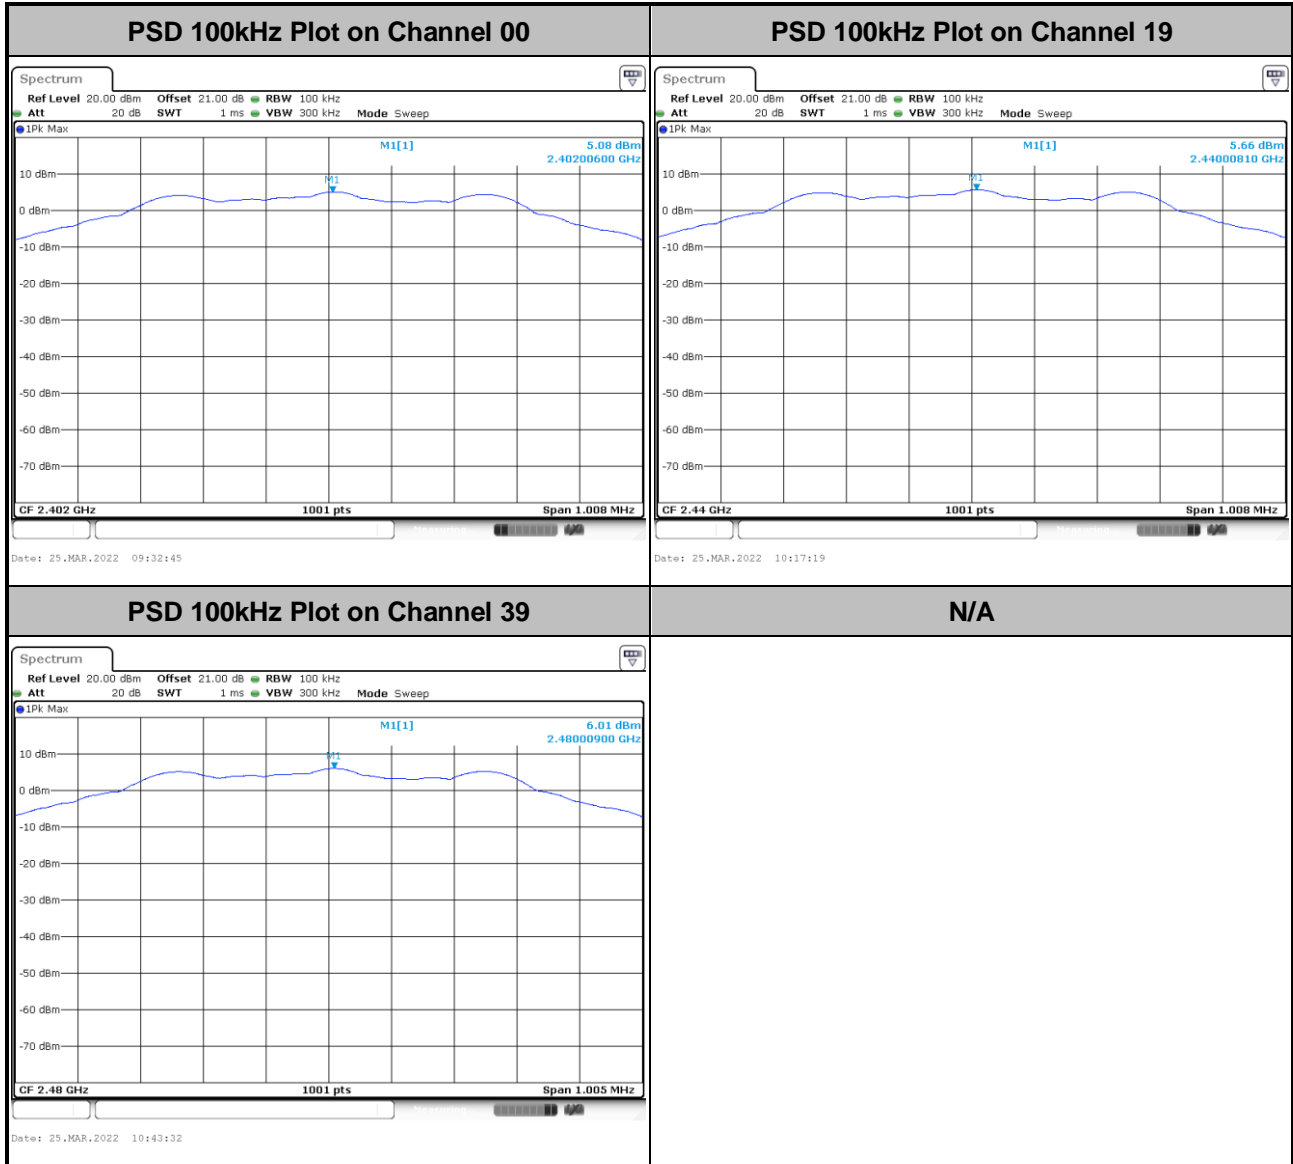 PSD 100kHz Plot on Channel 00
PSD 100kHz Plot on Channel 19
Spectrum
Ref Level 20.00 dBm Offset 21.00 dB RBW 100 kHz
Att 20 dB SWT 1 ms VBW 300 kHz Mode Sweep
1Pk Max
M1[1] 5.08 dBm
2.40200600 GHz
M1
10 dBm
0 dBm
-10 dBm
-20 dBm
-30 dBm
-40 dBm
-50 dBm
-60 dBm
-70 dBm
CF 2.402 GHz 1001 pts Span 1.008 MHz
Measuring
Date: 25.MAR.2022 09:32:45
Spectrum
Ref Level 20.00 dBm Offset 21.00 dB RBW 100 kHz
Att 20 dB SWT 1 ms VBW 300 kHz Mode Sweep
1Pk Max
M1[1] 5.66 dBm
2.44000810 GHz
M1
10 dBm
0 dBm
-10 dBm
-20 dBm
-30 dBm
-40 dBm
-50 dBm
-60 dBm
-70 dBm
CF 2.44 GHz 1001 pts Span 1.008 MHz
Measuring
Date: 25.MAR.2022 10:17:19
PSD 100kHz Plot on Channel 39
N/A
Spectrum
Ref Level 20.00 dBm Offset 21.00 dB RBW 100 kHz
Att 20 dB SWT 1 ms VBW 300 kHz Mode Sweep
1Pk Max
M1[1] 6.01 dBm
2.48000900 GHz
M1
10 dBm
0 dBm
-10 dBm
-20 dBm
-30 dBm
-40 dBm
-50 dBm
-60 dBm
-70 dBm
CF 2.48 GHz 1001 pts Span 1.005 MHz
Measuring
Date: 25.MAR.2022 10:43:32